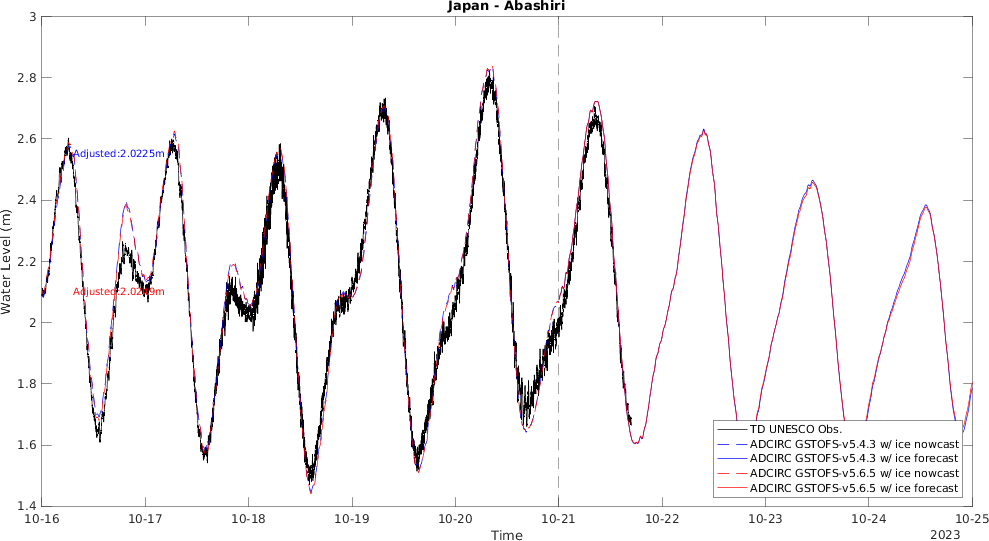 Japan - Abashiri
3
2.8
2.6
2.4
2.2
2
1.8
1.6
1.4
Water Level (m)
Adjusted:2.0225m
TD UNESCO Obs.
ADCIRC GSTOFS-v5.4.3 w/ ice nowcast
ADCIRC GSTOFS-v5.4.3 w/ ice forecast
ADCIRC GSTOFS-v5.6.5 w/ ice nowcast
ADCIRC GSTOFS-v5.6.5 w/ ice forecast
10-16 10-17 10-18 10-19 10-20 10-21 10-22 10-23 10-24 10-25
Time 2023